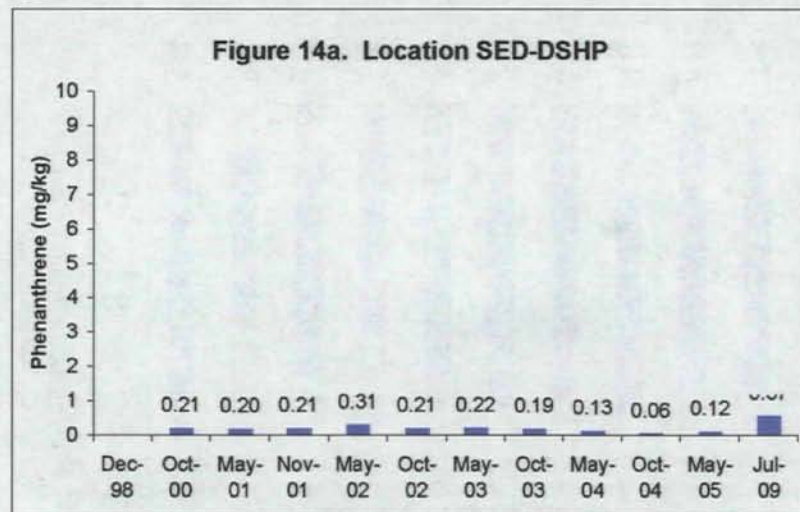 Figure 14a. Location SED-DSHP
Phenanthrene (mg/kg)
10
9
8
7
6
5
4
3
2
1
0
0.21 0.20 0.21 0.31 0.21 0.22 0.19 0.13 0.06 0.12
Dec-98 Oct-00 May-01 Nov-01 May-02 Oct-02 May-03 Oct-03 May-04 Oct-04 May-05 Jul-09